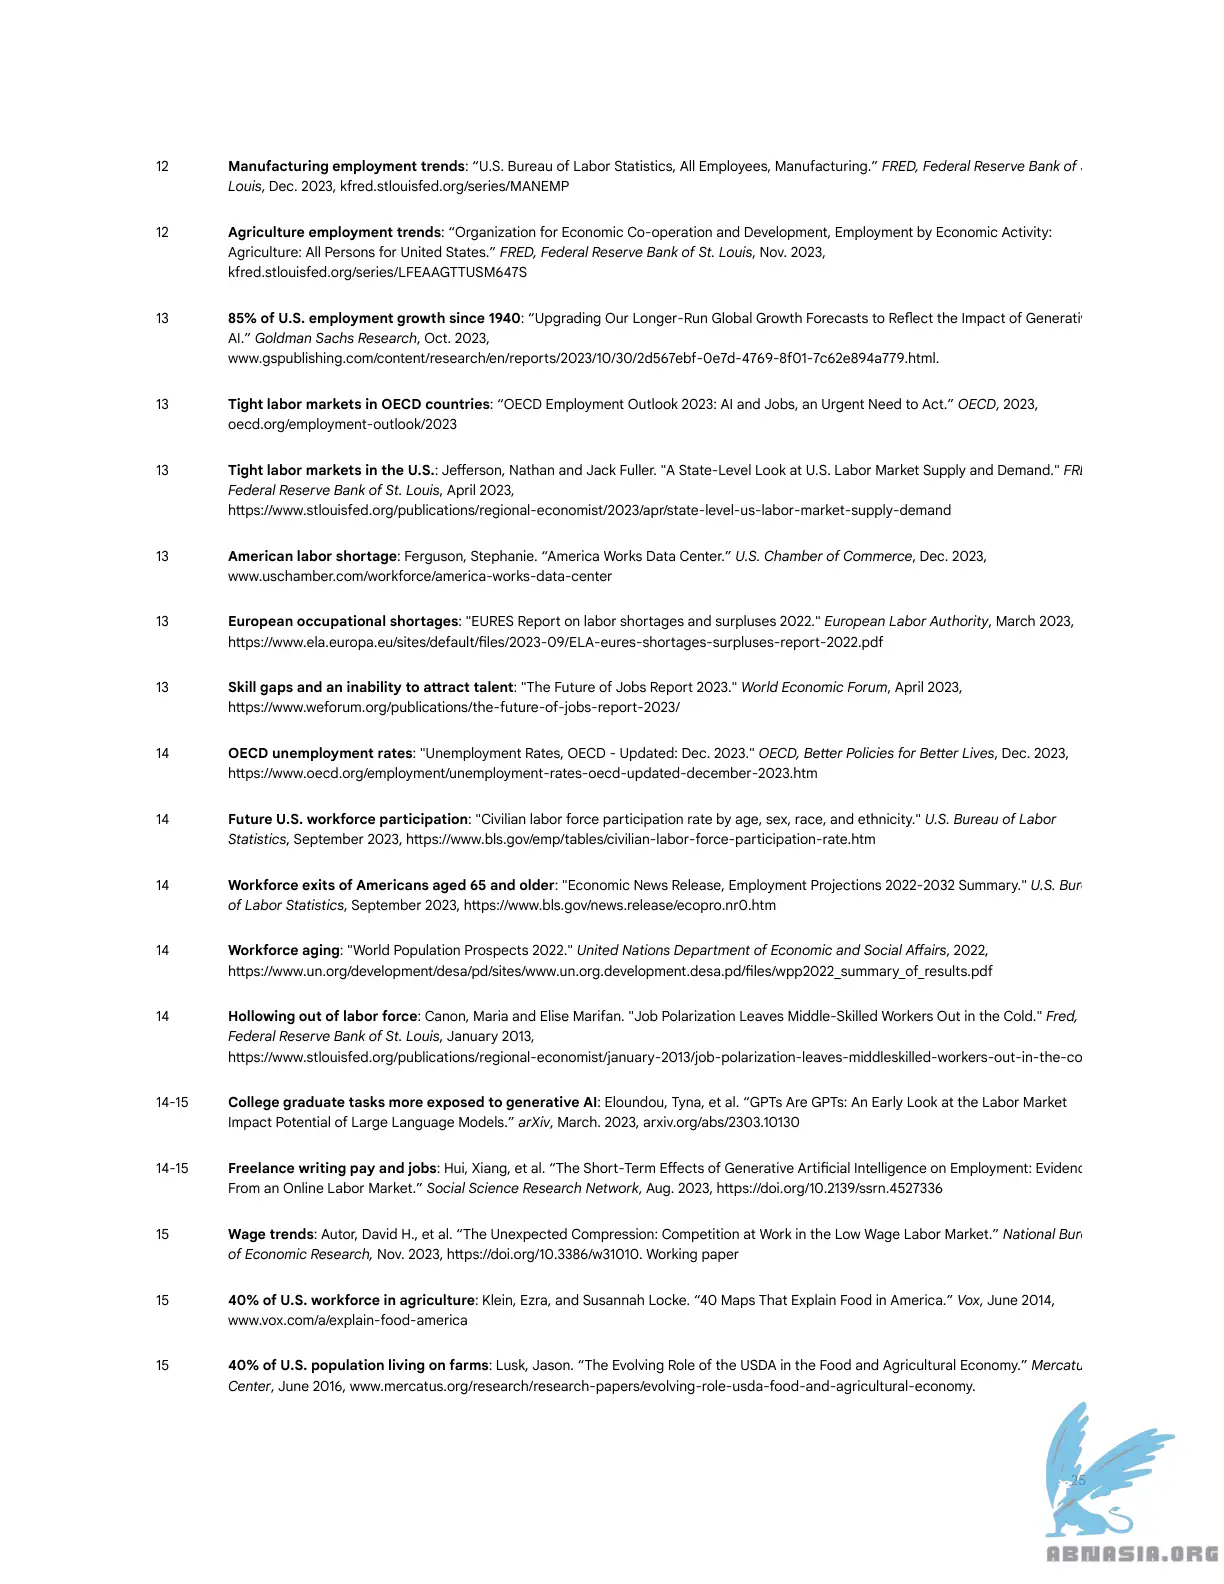 12 Manufacturing employment trends: “U.S. Bureau of Labor Statistics, All Employees, Manufacturing.” FRED, Federal Reserve Bank of
Louis, Dec. 2023, kfred.stlouisfed.org/series/MANEMP
12 Agriculture employment trends: “Organization for Economic Co-operation and Development, Employment by Economic Activity:
Agriculture: All Persons for United States.” FRED, Federal Reserve Bank of St. Louis, Nov. 2023,
kfred.stlouisfed.org/series/LFEAAGTTUSM647S
13 85% of U.S. employment growth since 1940: “Upgrading Our Longer-Run Global Growth Forecasts to Reflect the Impact of Generativ
AI.” Goldman Sachs Research, Oct. 2023,
www.gspublishing.com/content/research/en/reports/2023/10/30/2d567ebf-0e7d-4769-8f01-7c62e894a779.html.
13 Tight labor markets in OECD countries: “OECD Employment Outlook 2023: AI and Jobs, an Urgent Need to Act.” OECD, 2023,
oecd.org/employment-outlook/2023
13 Tight labor markets in the U.S.: Jefferson, Nathan and Jack Fuller. "A State-Level Look at U.S. Labor Market Supply and Demand." FRE
Federal Reserve Bank of St. Louis, April 2023,
https://www.stlouisfed.org/publications/regional-economist/2023/apr/state-level-us-labor-market-supply-demand
13 American labor shortage: Ferguson, Stephanie. “America Works Data Center.” U.S. Chamber of Commerce, Dec. 2023,
www.uschamber.com/workforce/america-works-data-center
13 European occupational shortages: "EURES Report on labor shortages and surpluses 2022." European Labor Authority, March 2023,
https://www.ela.europa.eu/sites/default/files/2023-09/ELA-eures-shortages-surpluses-report-2022.pdf
13 Skill gaps and an inability to attract talent: "The Future of Jobs Report 2023." World Economic Forum, April 2023,
https://www.weforum.org/publications/the-future-of-jobs-report-2023/
14 OECD unemployment rates: "Unemployment Rates, OECD - Updated: Dec. 2023." OECD, Better Policies for Better Lives, Dec. 2023,
https://www.oecd.org/employment/unemployment-rates-oecd-updated-december-2023.htm
14 Future U.S. workforce participation: "Civilian labor force participation rate by age, sex, race, and ethnicity." U.S. Bureau of Labor
Statistics, September 2023, https://www.bls.gov/emp/tables/civilian-labor-force-participation-rate.htm
14 Workforce exits of Americans aged 65 and older: "Economic News Release, Employment Projections 2022-2032 Summary." U.S. Bur
of Labor Statistics, September 2023, https://www.bls.gov/news.release/ecopro.nr0.htm
14 Workforce aging: "World Population Prospects 2022." United Nations Department of Economic and Social Affairs, 2022,
https://www.un.org/development/desa/pd/sites/www.un.org.development.desa.pd/files/wpp2022_summary_of_results.pdf
14 Hollowing out of labor force: Canon, Maria and Elise Marifan. "Job Polarization Leaves Middle-Skilled Workers Out in the Cold." Fred,
Federal Reserve Bank of St. Louis, January 2013,
https://www.stlouisfed.org/publications/regional-economist/january-2013/job-polarization-leaves-middleskilled-workers-out-in-the-co
14-15 College graduate tasks more exposed to generative AI: Eloundou, Tyna, et al. “GPTs Are GPTs: An Early Look at the Labor Market
Impact Potential of Large Language Models.” arXiv, March. 2023, arxiv.org/abs/2303.10130
14-15 Freelance writing pay and jobs: Hui, Xiang, et al. “The Short-Term Effects of Generative Artificial Intelligence on Employment: Evidenc
From an Online Labor Market.” Social Science Research Network, Aug. 2023, https://doi.org/10.2139/ssrn.4527336
15 Wage trends: Autor, David H., et al. “The Unexpected Compression: Competition at Work in the Low Wage Labor Market.” National Bur
of Economic Research, Nov. 2023, https://doi.org/10.3386/w31010. Working paper
15 40% of U.S. workforce in agriculture: Klein, Ezra, and Susannah Locke. “40 Maps That Explain Food in America.” Vox, June 2014,
www.vox.com/a/explain-food-america
15 40% of U.S. population living on farms: Lusk, Jason. “The Evolving Role of the USDA in the Food and Agricultural Economy.” Mercatu
Center, June 2016, www.mercatus.org/research/research-papers/evolving-role-usda-food-and-agricultural-economy.
25
ABNASIA.ORG